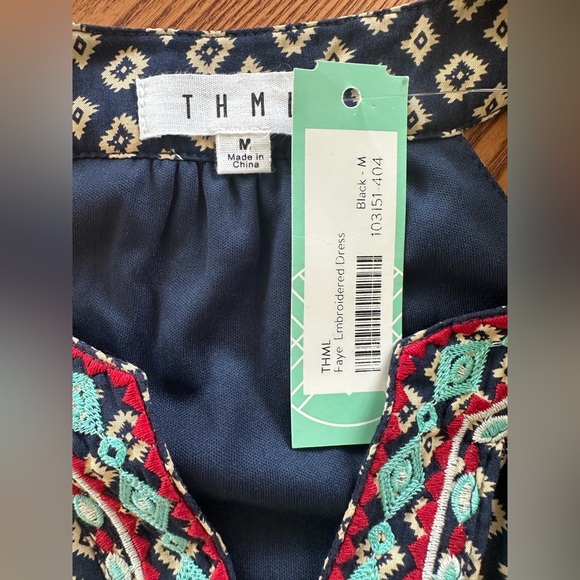 THML
M
Made in
China
THML
Faye Embroidered Dress
Black - M
103151-404